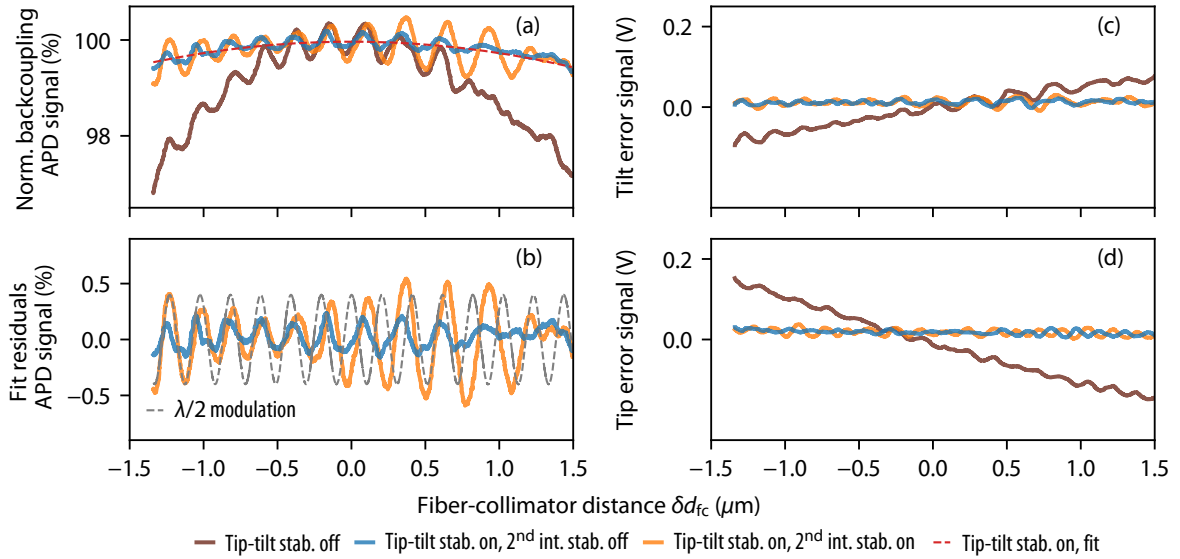 Norm. backcoupling
APD signal (%)
100
98
(a)
Tilt error signal (V)
0.2
0.0
(c)
Fit residuals
APD signal (%)
0.5
0.0
−0.5
(b)
λ/2 modulation
−1.5 −1.0 −0.5 0.0 0.5 1.0 1.5
Tip error signal (V)
0.2
0.0
(d)
−1.5 −1.0 −0.5 0.0 0.5 1.0 1.5
Fiber-collimator distance δd_fc (μm)
Tip-tilt stab. off Tip-tilt stab. on, 2nd int. stab. off Tip-tilt stab. on, 2nd int. stab. on Tip-tilt stab. on, fit